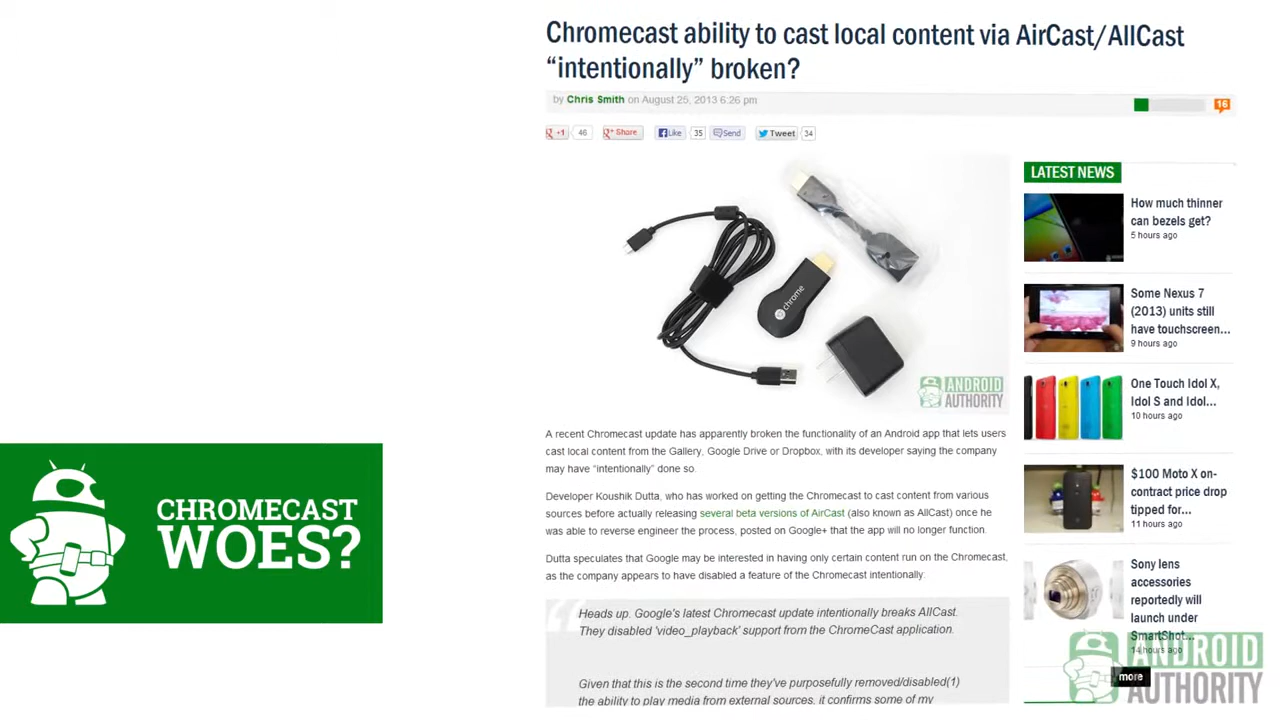 Chromecast ability to cast local content via AirCast/AllCast
“intentionally” broken?
by Chris Smith on August 25, 2013 6:26 pm
16
+1 46 Share Like 35 Send Tweet 34
chrome
ANDROID
AUTHORITY
A recent Chromecast update has apparently broken the functionality of an Android app that lets users
cast local content from the Gallery, Google Drive or Dropbox, with its developer saying the company
may have “intentionally” done so.
Developer Koushik Dutta, who has worked on getting the Chromecast to cast content from various
sources before actually releasing several beta versions of AirCast (also known as AllCast) once he
was able to reverse engineer the process, posted on Google+ that the app will no longer function.
Dutta speculates that Google may be interested in having only certain content run on the Chromecast,
as the company appears to have disabled a feature of the Chromecast intentionally:
Heads up. Google's latest Chromecast update intentionally breaks AllCast.
They disabled 'video_playback' support from the ChromeCast application.
Given that this is the second time they've purposefully removed/disabled(1)
the ability to play media from external sources, it confirms some of my
LATEST NEWS
How much thinner
can bezels get?
5 hours ago
Some Nexus 7
(2013) units still
have touchscreen...
9 hours ago
One Touch Idol X,
Idol S and Idol...
10 hours ago
$100 Moto X on-
contract price drop
tipped for...
11 hours ago
Sony lens
accessories
reportedly will
launch under
SmartShot...
14 hours ago
more
CHROMECAST
WOES?
ANDROID
AUTHORITY